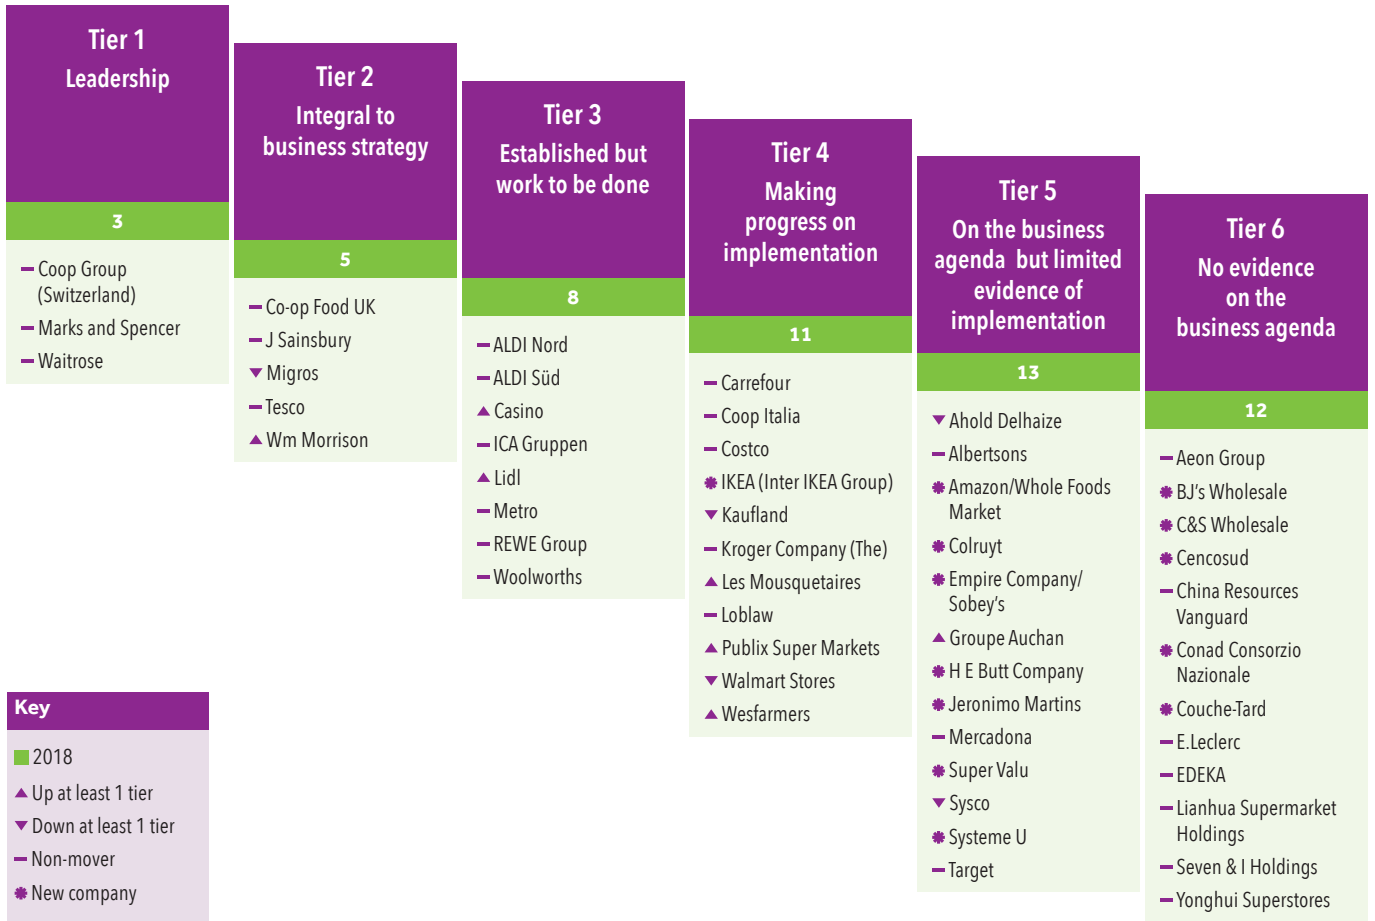 Tier 1
Leadership
3
Coop Group
(Switzerland)
Marks and Spencer
Waitrose
Tier 2
Integral to
business strategy
5
Co-op Food UK
J Sainsbury
Migros
Tesco
Wm Morrison
Tier 3
Established but
work to be done
8
ALDI Nord
ALDI Süd
Casino
ICA Gruppen
Lidl
Metro
REWE Group
Woolworths
Tier 4
Making
progress on
implementation
11
Carrefour
Coop Italia
Costco
IKEA (Inter IKEA Group)
Kaufland
Kroger Company (The)
Les Mousquetaires
Loblaw
Publix Super Markets
Walmart Stores
Wesfarmers
Tier 5
On the business
agenda but limited
evidence of
implementation
13
Ahold Delhaize
Albertsons
Amazon/Whole Foods
Market
Colruyt
Empire Company/
Sobey's
Groupe Auchan
H E Butt Company
Jeronimo Martins
Mercadona
Super Valu
Sysco
Systeme U
Target
Tier 6
No evidence
on the
business agenda
12
Aeon Group
BJ's Wholesale
C&S Wholesale
Cencosud
China Resources
Vanguard
Conad Consorzio
Nazionale
Couche-Tard
E.Leclerc
EDEKA
Lianhua Supermarket
Holdings
Seven & I Holdings
Yonghui Superstores
Key
2018
Up at least 1 tier
Down at least 1 tier
Non-mover
New company